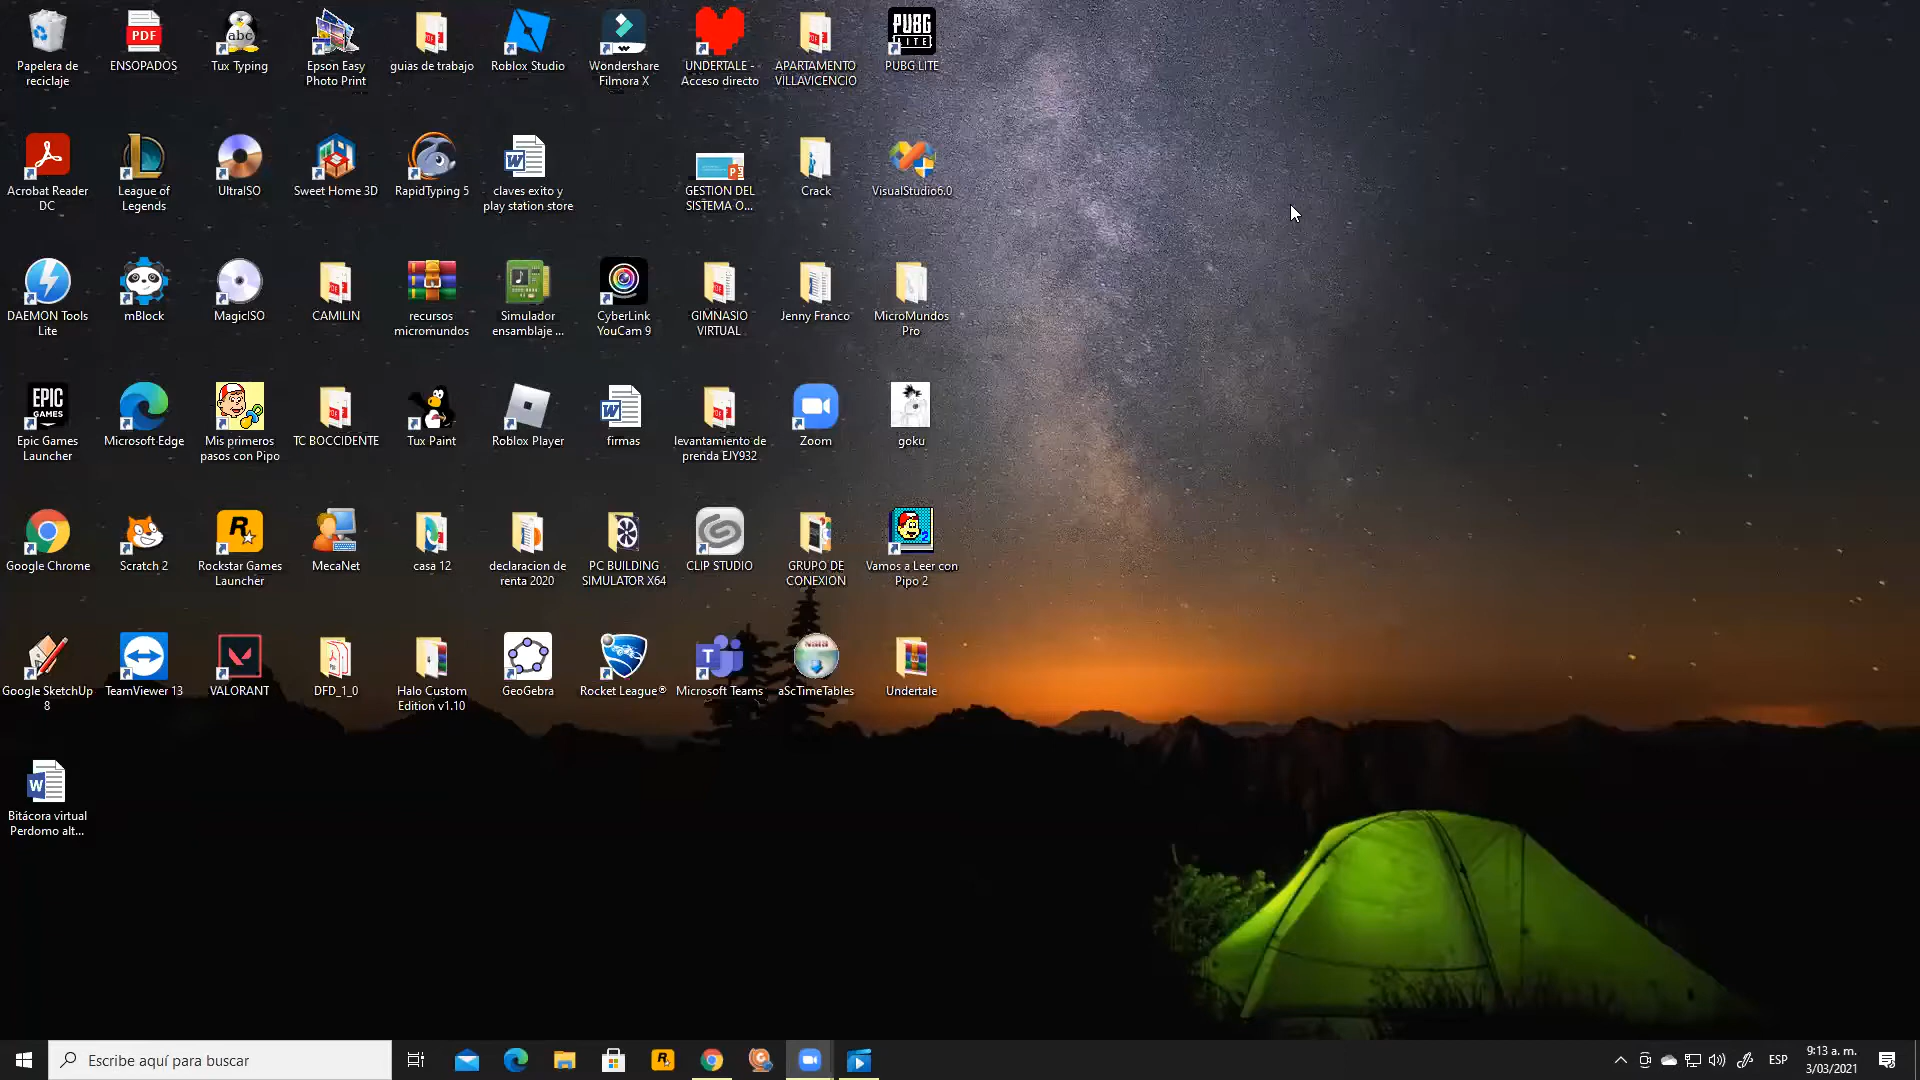 PUBG
LITE
PDF
abc
Papelera de
reciclaje
ENSOPADOS
Tux Typing
Epson Easy
Photo Print
guias de trabajo
Roblox Studio
Wondershare
Filmora X
UNDERTALE -
Acceso directo
APARTAMENTO
VILLAVICENCIO
PUBG LITE
Acrobat Reader
DC
League of
Legends
UltraISO
Sweet Home 3D
RapidTyping 5
claves exito y
play station store
GESTION DEL
SISTEMA O...
Crack
VisualStudio6.0
DAEMON Tools
Lite
mBlock
MagicISO
CAMILIN
recursos
micromundos
Simulador
ensamblaje ...
CyberLink
YouCam 9
GIMNASIO
VIRTUAL
Jenny Franco
MicroMundos
Pro
EPIC
GAMES
Epic Games
Launcher
Microsoft Edge
Mis primeros
pasos con Pipo
TC BOCCIDENTE
Tux Paint
Roblox Player
firmas
levantamiento de
prenda EJY932
Zoom
goku
Google Chrome
Scratch 2
Rockstar Games
Launcher
MecaNet
casa 12
declaracion de
renta 2020
PC BUILDING
SIMULATOR X64
CLIP STUDIO
GRUPO DE
CONEXION
Vamos a Leer con
Pipo 2
Google SketchUp
8
TeamViewer 13
VALORANT
DFD_1_0
Halo Custom
Edition v1.10
GeoGebra
Rocket League®
Microsoft Teams
aScTimeTables
Undertale
Bitácora virtual
Perdomo alt...
Escribe aquí para buscar
ESP
9:13 a. m.
3/03/2021